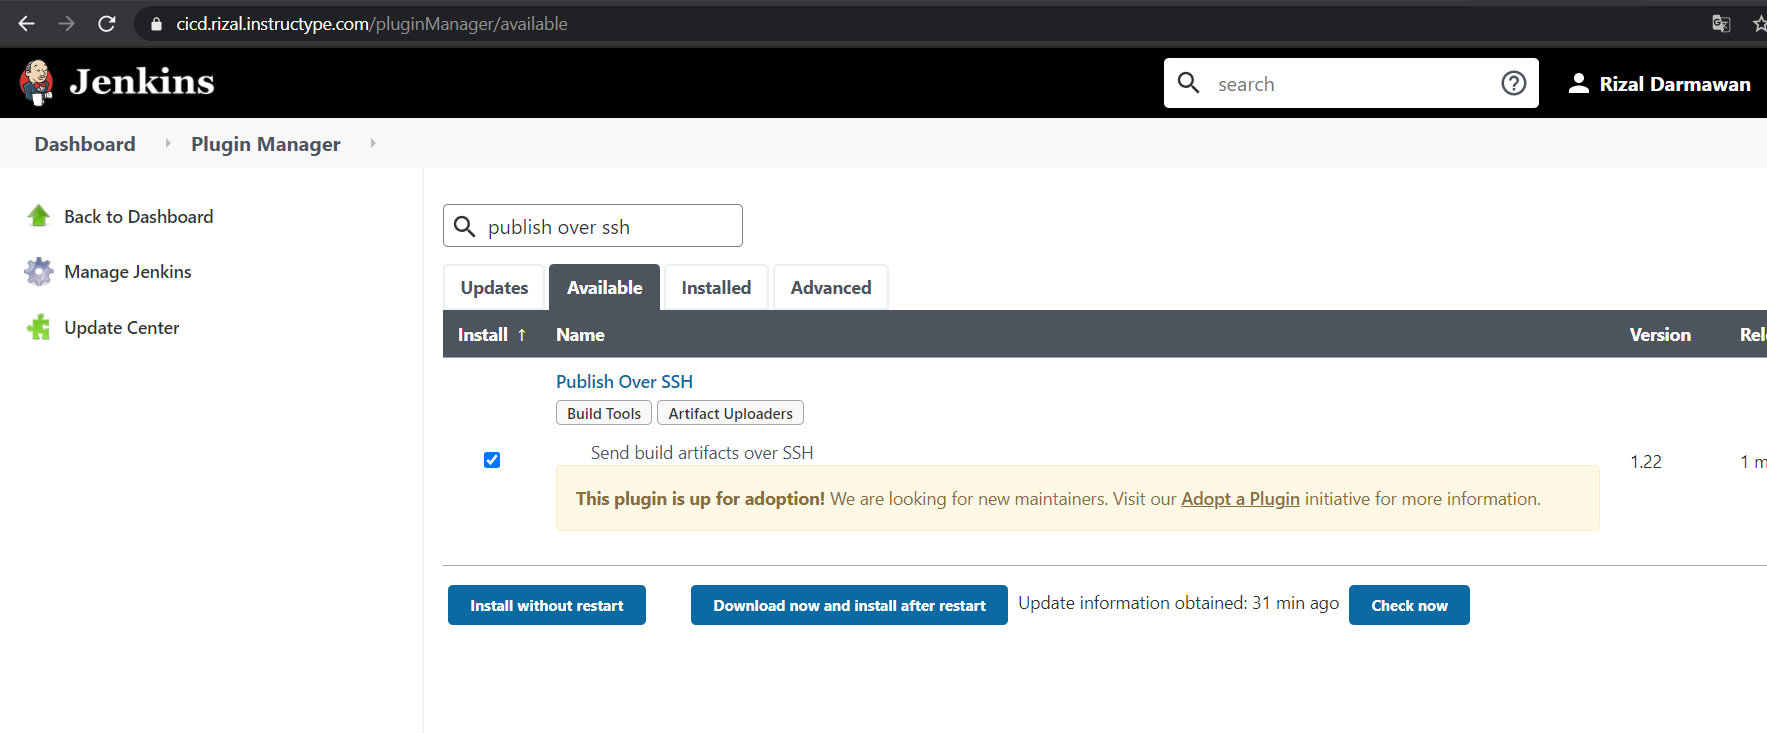 cicd.rizal.instructype.com/pluginManager/available
Jenkins
search
Rizal Darmawan
Dashboard
Plugin Manager
Back to Dashboard
Manage Jenkins
Update Center
publish over ssh
Updates Available Installed Advanced
Install ↑ Name Version Rel
Publish Over SSH
Build Tools Artifact Uploaders
Send build artifacts over SSH
This plugin is up for adoption! We are looking for new maintainers. Visit our Adopt a Plugin initiative for more information.
1.22 1 m
Install without restart Download now and install after restart Update information obtained: 31 min ago Check now